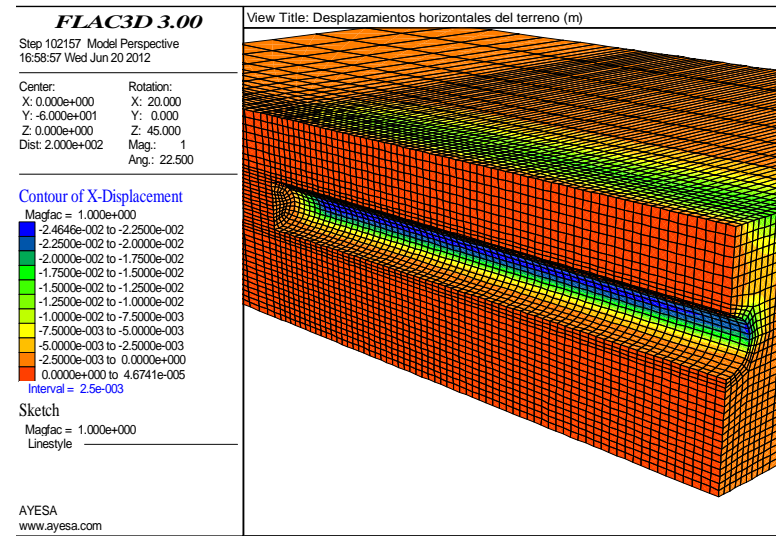 FLAC3D 3.00
View Title: Desplazamientos horizontales del terreno (m)
Step 102157 Model Perspective
16:58:57 Wed Jun 20 2012
Center:
X: 0.000e+000
Y: -6.000e+001
Z: 0.000e+000
Dist: 2.000e+002
Rotation:
X: 20.000
Y: 0.000
Z: 45.000
Mag.: 1
Ang.: 22.500
Contour of X-Displacement
Magfac = 1.000e+000
-2.4646e-002 to -2.2500e-002
-2.2500e-002 to -2.0000e-002
-2.0000e-002 to -1.7500e-002
-1.7500e-002 to -1.5000e-002
-1.5000e-002 to -1.2500e-002
-1.2500e-002 to -1.0000e-002
-1.0000e-002 to -7.5000e-003
-7.5000e-003 to -5.0000e-003
-5.0000e-003 to -2.5000e-003
-2.5000e-003 to 0.0000e+000
0.0000e+000 to 4.6741e-005
Interval = 2.5e-003
Sketch
Magfac = 1.000e+000
Linestyle
AYESA
www.ayesa.com